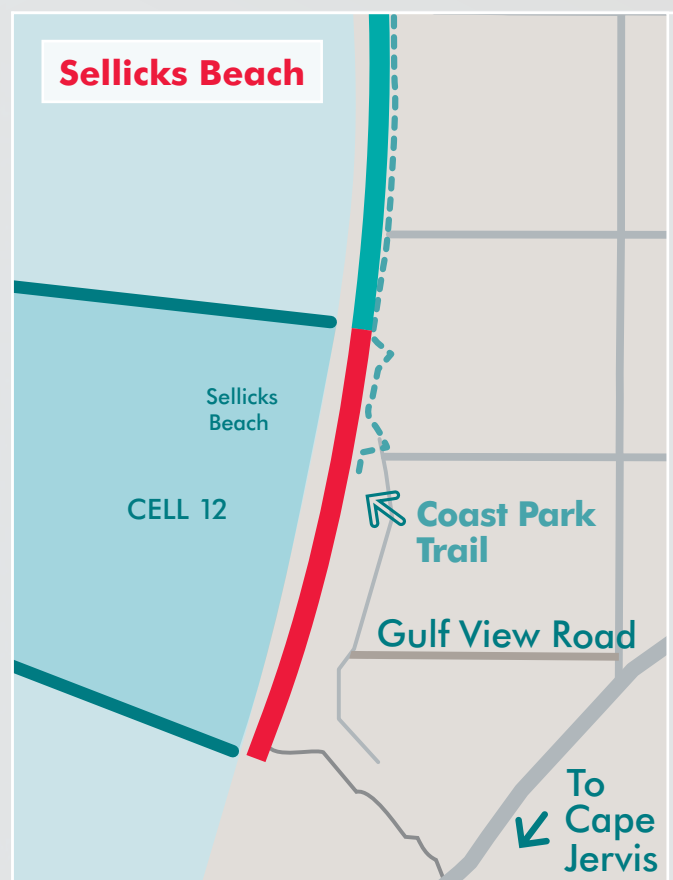 Sellicks Beach
Sellicks
Beach
CELL 12
Coast Park
Trail
Gulf View Road
To
Cape
Jervis